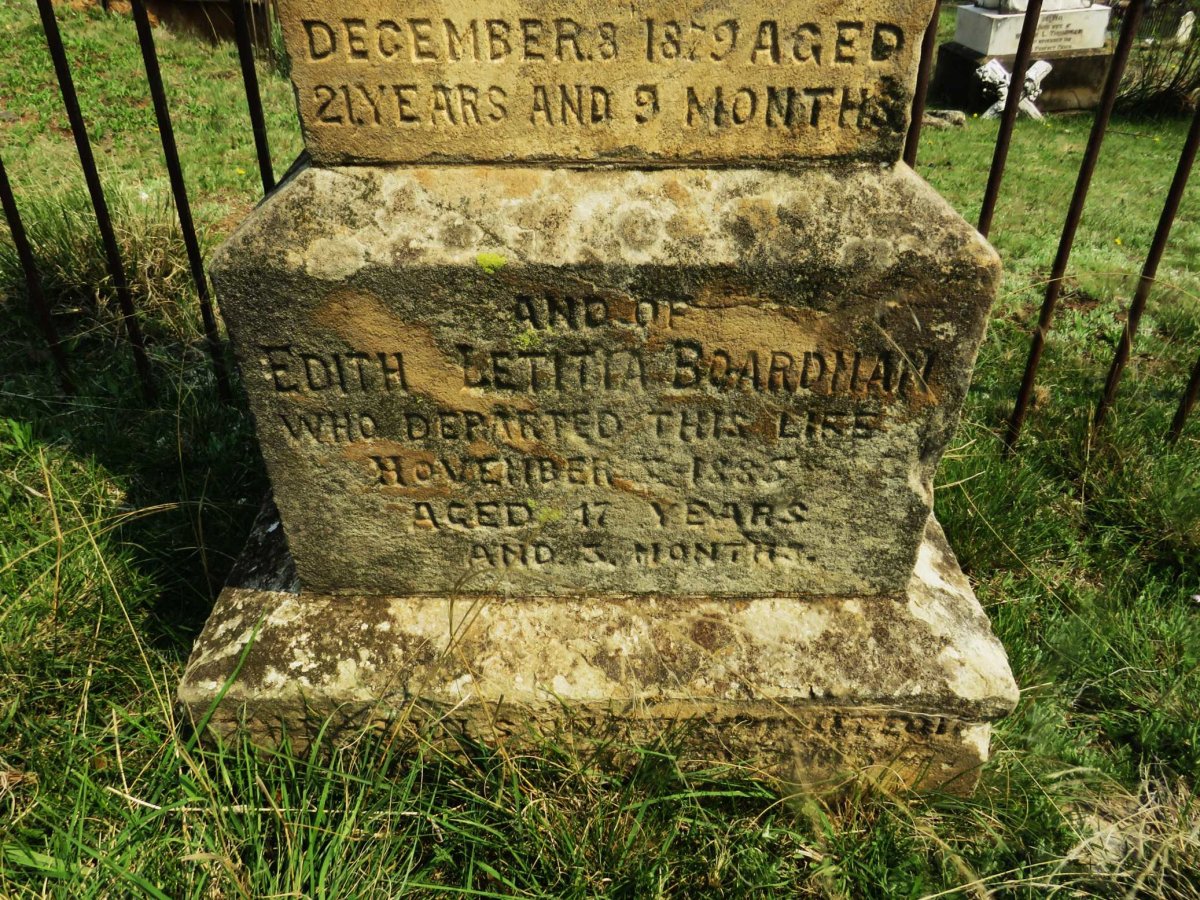 DECEMBER.8 1879 AGED
21.YEARS AND 9 MONTHS
AND OF
EDITH LETITIA BOARDMAN
WHO DEPARTED THIS LIFE
NOVEMBER 1885
AGED 17 YEARS
AND 3. MONTHS.